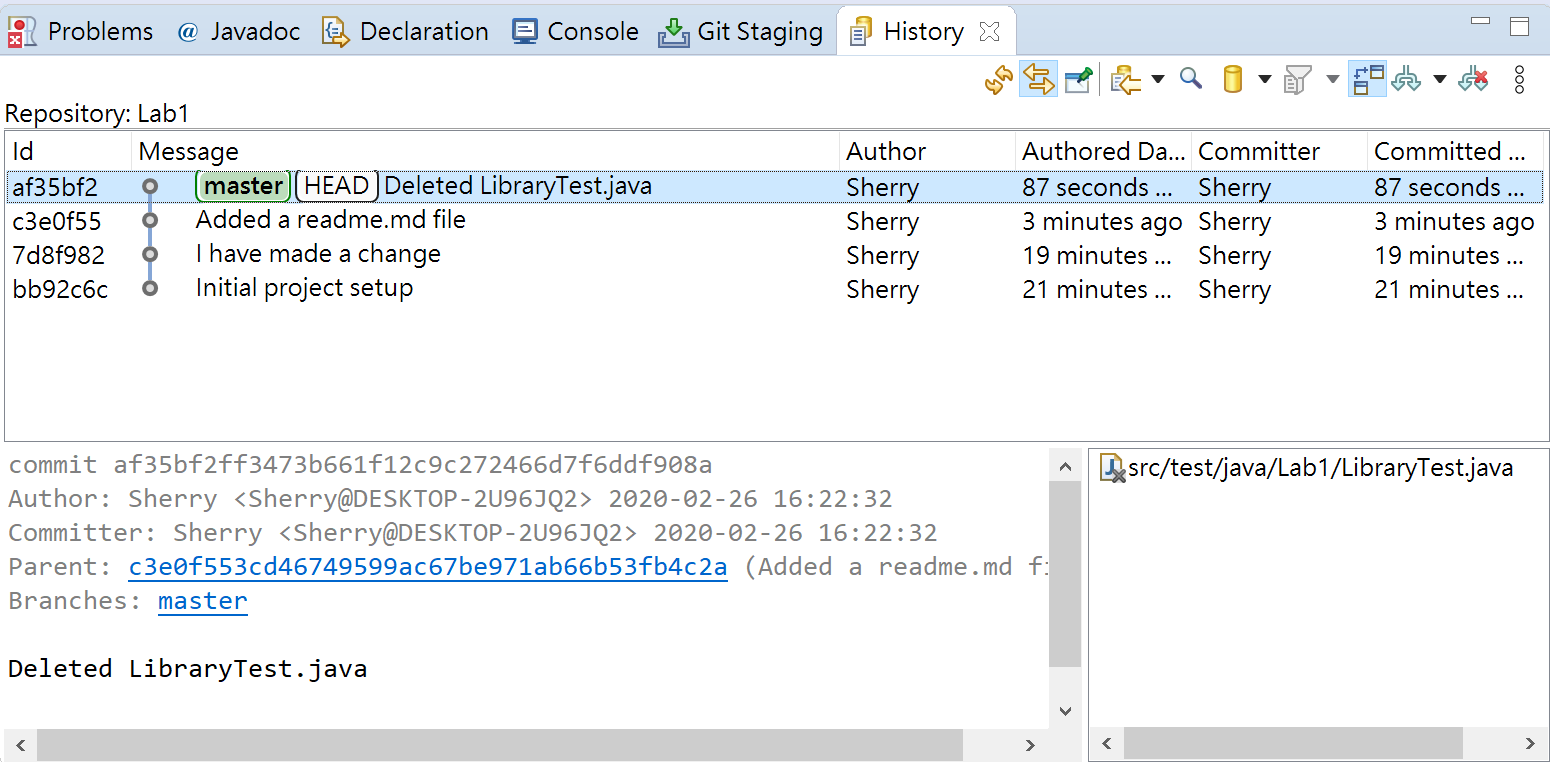 Problems @ Javadoc Declaration Console Git Staging History
Repository: Lab1
Id Message Author Authored Da... Committer Committed ...
af35bf2 master HEAD Deleted LibraryTest.java Sherry 87 seconds ... Sherry 87 seconds ...
c3e0f55 Added a readme.md file Sherry 3 minutes ago Sherry 3 minutes ago
7d8f982 I have made a change Sherry 19 minutes ... Sherry 19 minutes ...
bb92c6c Initial project setup Sherry 21 minutes ... Sherry 21 minutes ...
commit af35bf2ff3473b661f12c9c272466d7f6ddf908a
Author: Sherry <Sherry@DESKTOP-2U96JQ2> 2020-02-26 16:22:32
Committer: Sherry <Sherry@DESKTOP-2U96JQ2> 2020-02-26 16:22:32
Parent: c3e0f553cd46749599ac67be971ab66b53fb4c2a (Added a readme.md fi
Branches: master
Deleted LibraryTest.java
src/test/java/Lab1/LibraryTest.java